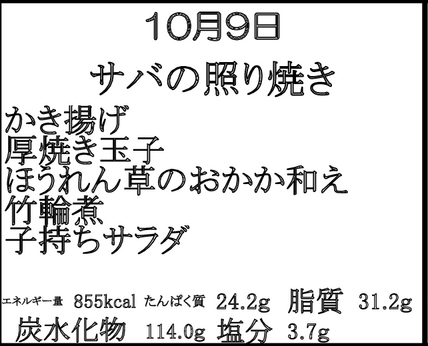 10月9日
サバの照り焼き
かき揚げ
厚焼き玉子
ほうれん草のおかか和え
竹輪煮
子持ちサラダ
エネルギー量 855kcal たんぱく質 24.2g 脂質 31.2g
炭水化物 114.0g 塩分 3.7g